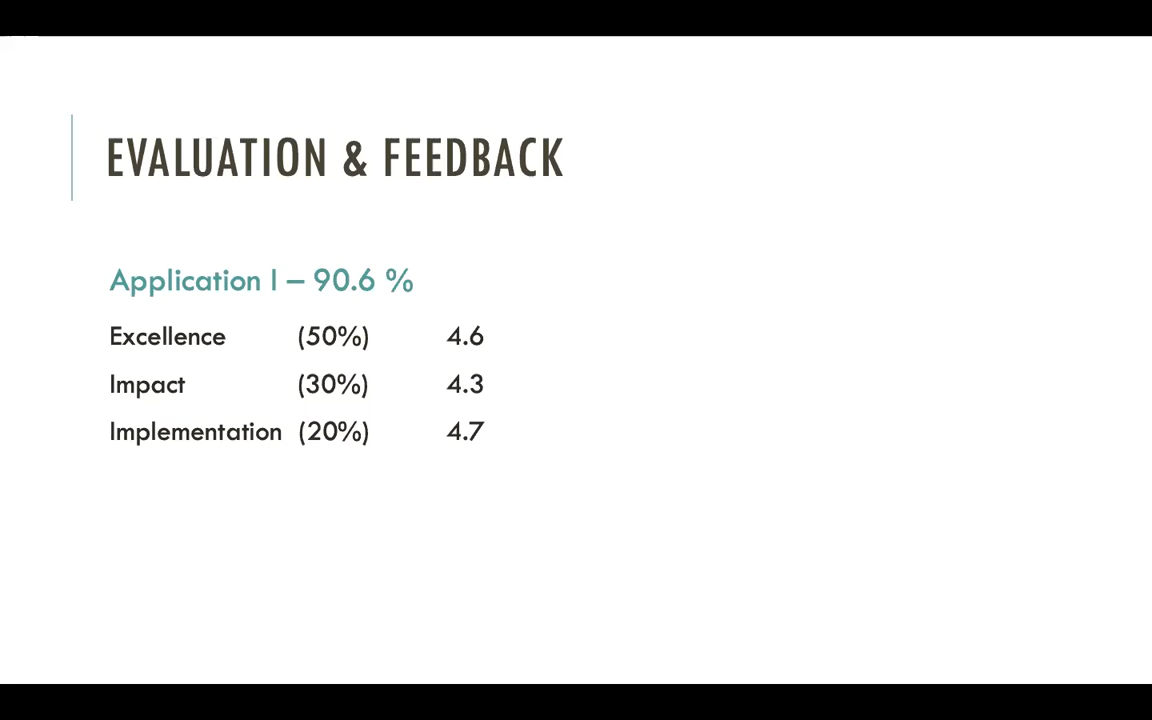 EVALUATION & FEEDBACK
Application I – 90.6 %
Excellence (50%) 4.6
Impact (30%) 4.3
Implementation (20%) 4.7